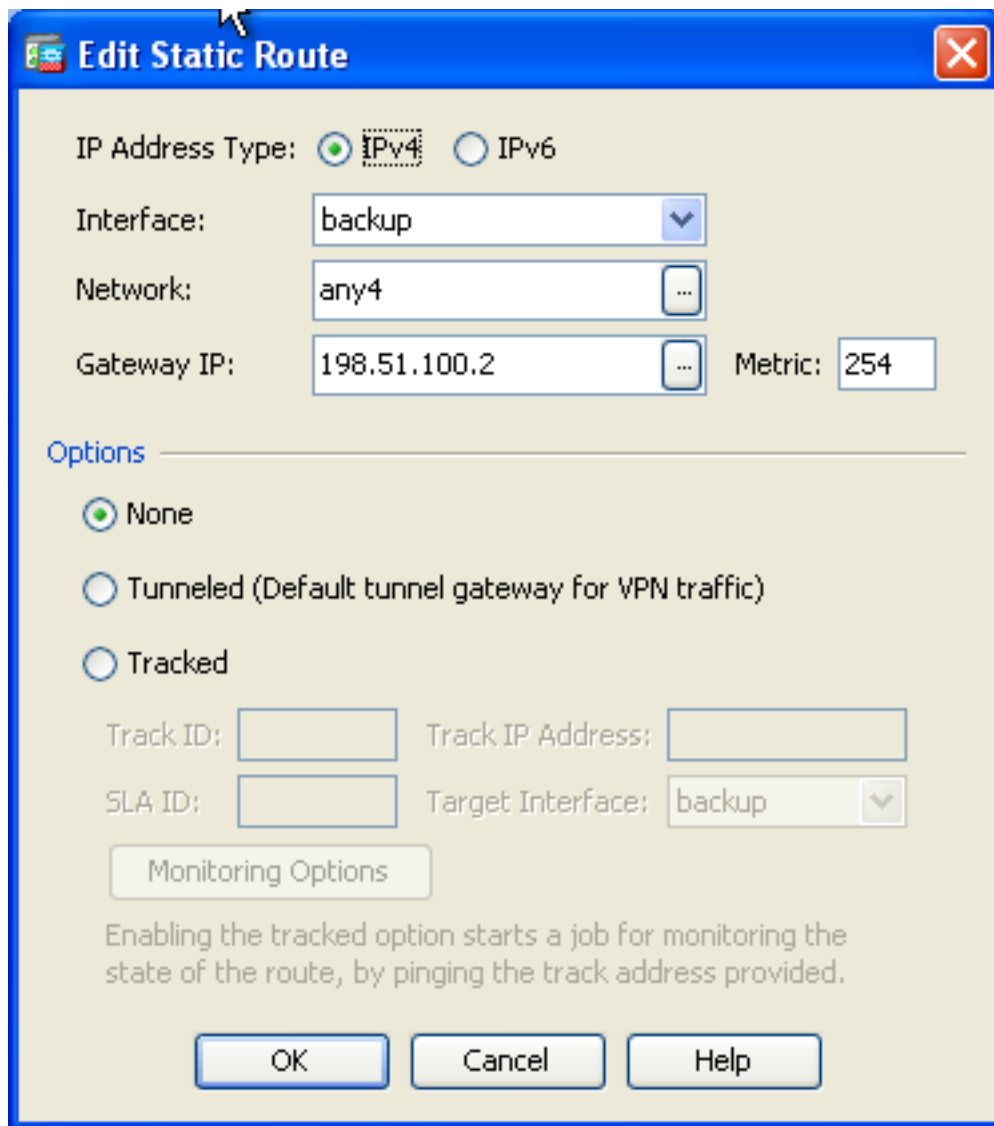 Edit Static Route
IP Address Type: IPv4 IPv6
Interface: backup
Network: any4 ...
Gateway IP: 198.51.100.2 ... Metric: 254
Options
None
Tunneled (Default tunnel gateway for VPN traffic)
Tracked
Track ID: Track IP Address:
SLA ID: Target Interface: backup
Monitoring Options
Enabling the tracked option starts a job for monitoring the
state of the route, by pinging the track address provided.
OK Cancel Help